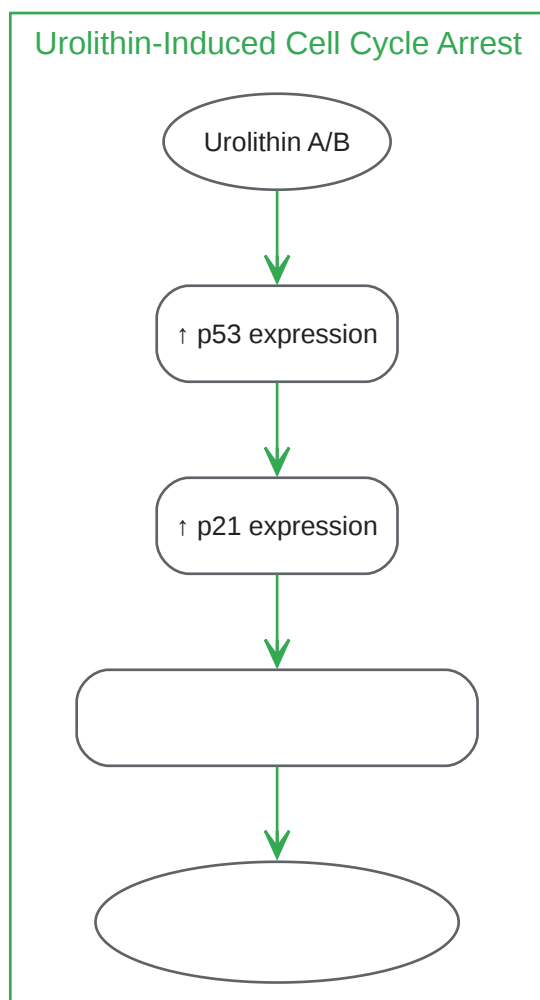 Urolithin-Induced Cell Cycle Arrest
Urolithin A/B
↑ p53 expression
↑ p21 expression